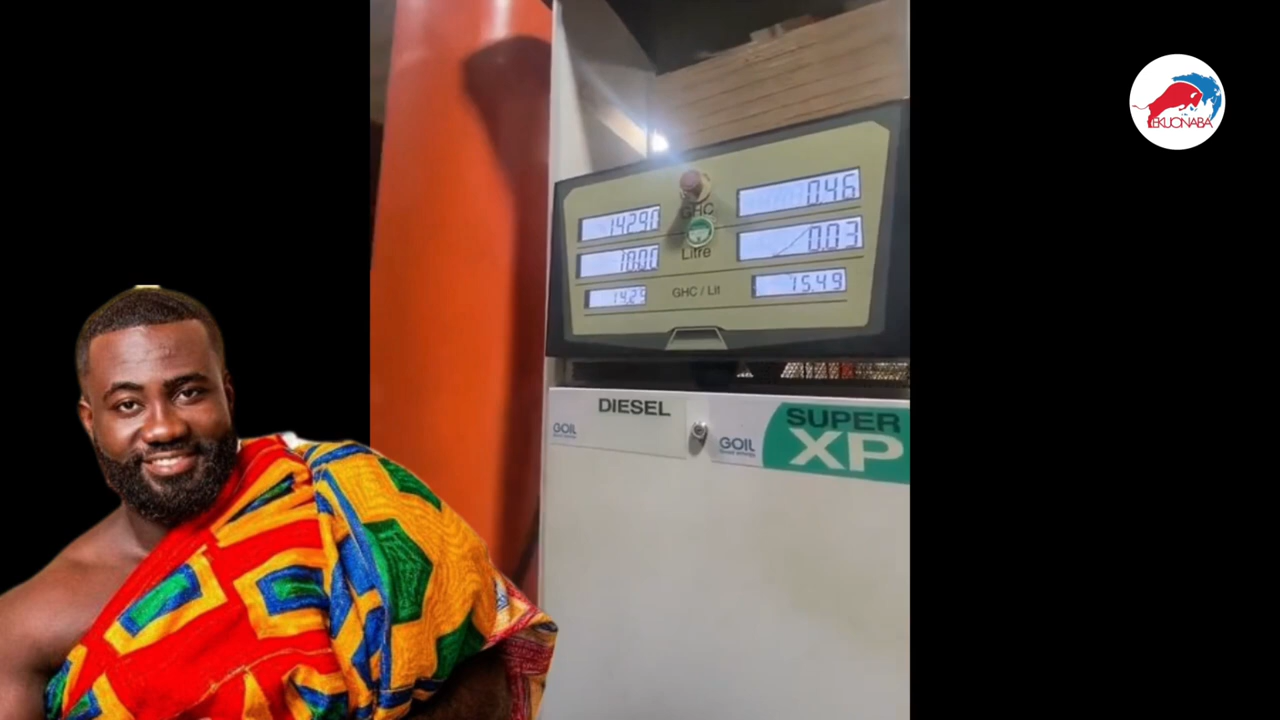 EKUONABA
142.90 GHC 0.46
10.00 Litre 0.03
14.29 GHC / Lit 15.49
DIESEL
SUPER
XP
GOIL
GOIL